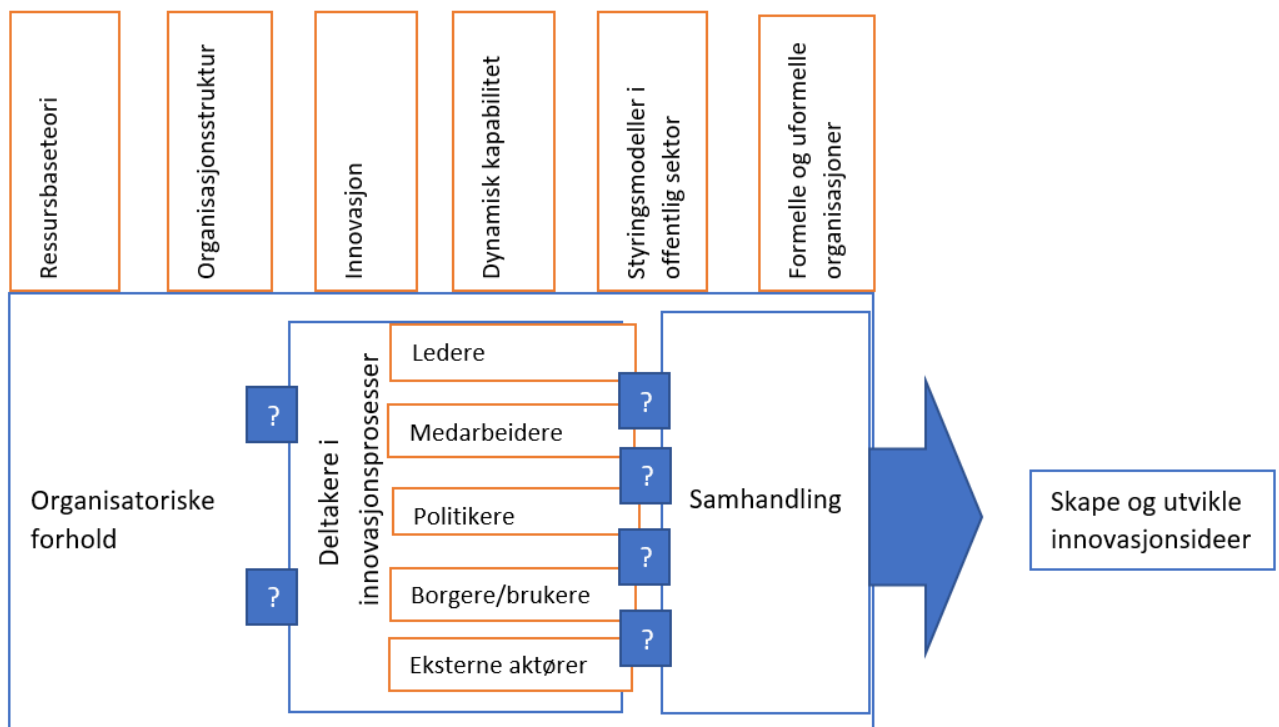 Ressursbaseteori
Organisasjonsstruktur
Innovasjon
Dynamisk kapabilitet
Styringsmodeller i
offentlig sektor
Formelle og uformelle
organisasjoner
Organisatoriske
forhold
?
?
Deltakere i
innovasjonsprosesser
Ledere
Medarbeidere
Politikere
Borgere/brukere
Eksterne aktører
?
?
?
?
Samhandling
Skape og utvikle
innovasjonsideer